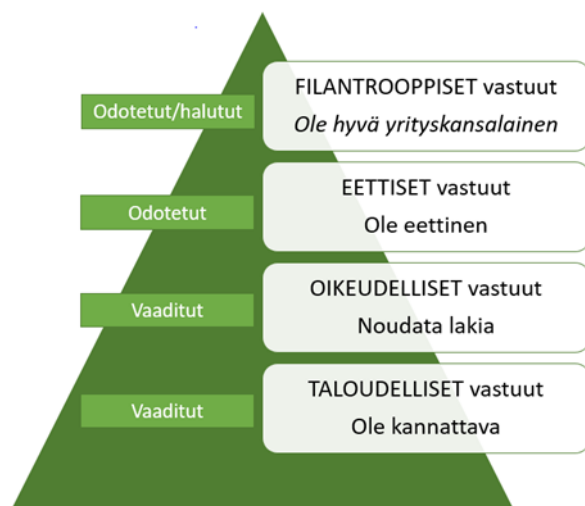 Odotetut/halutut
FILANTROOPPISET vastuut
Ole hyvä yrityskansalainen
Odotetut
EETTISET vastuut
Ole eettinen
Vaaditut
OIKEUDELLISET vastuut
Noudata lakia
Vaaditut
TALOUDELLISET vastuut
Ole kannattava